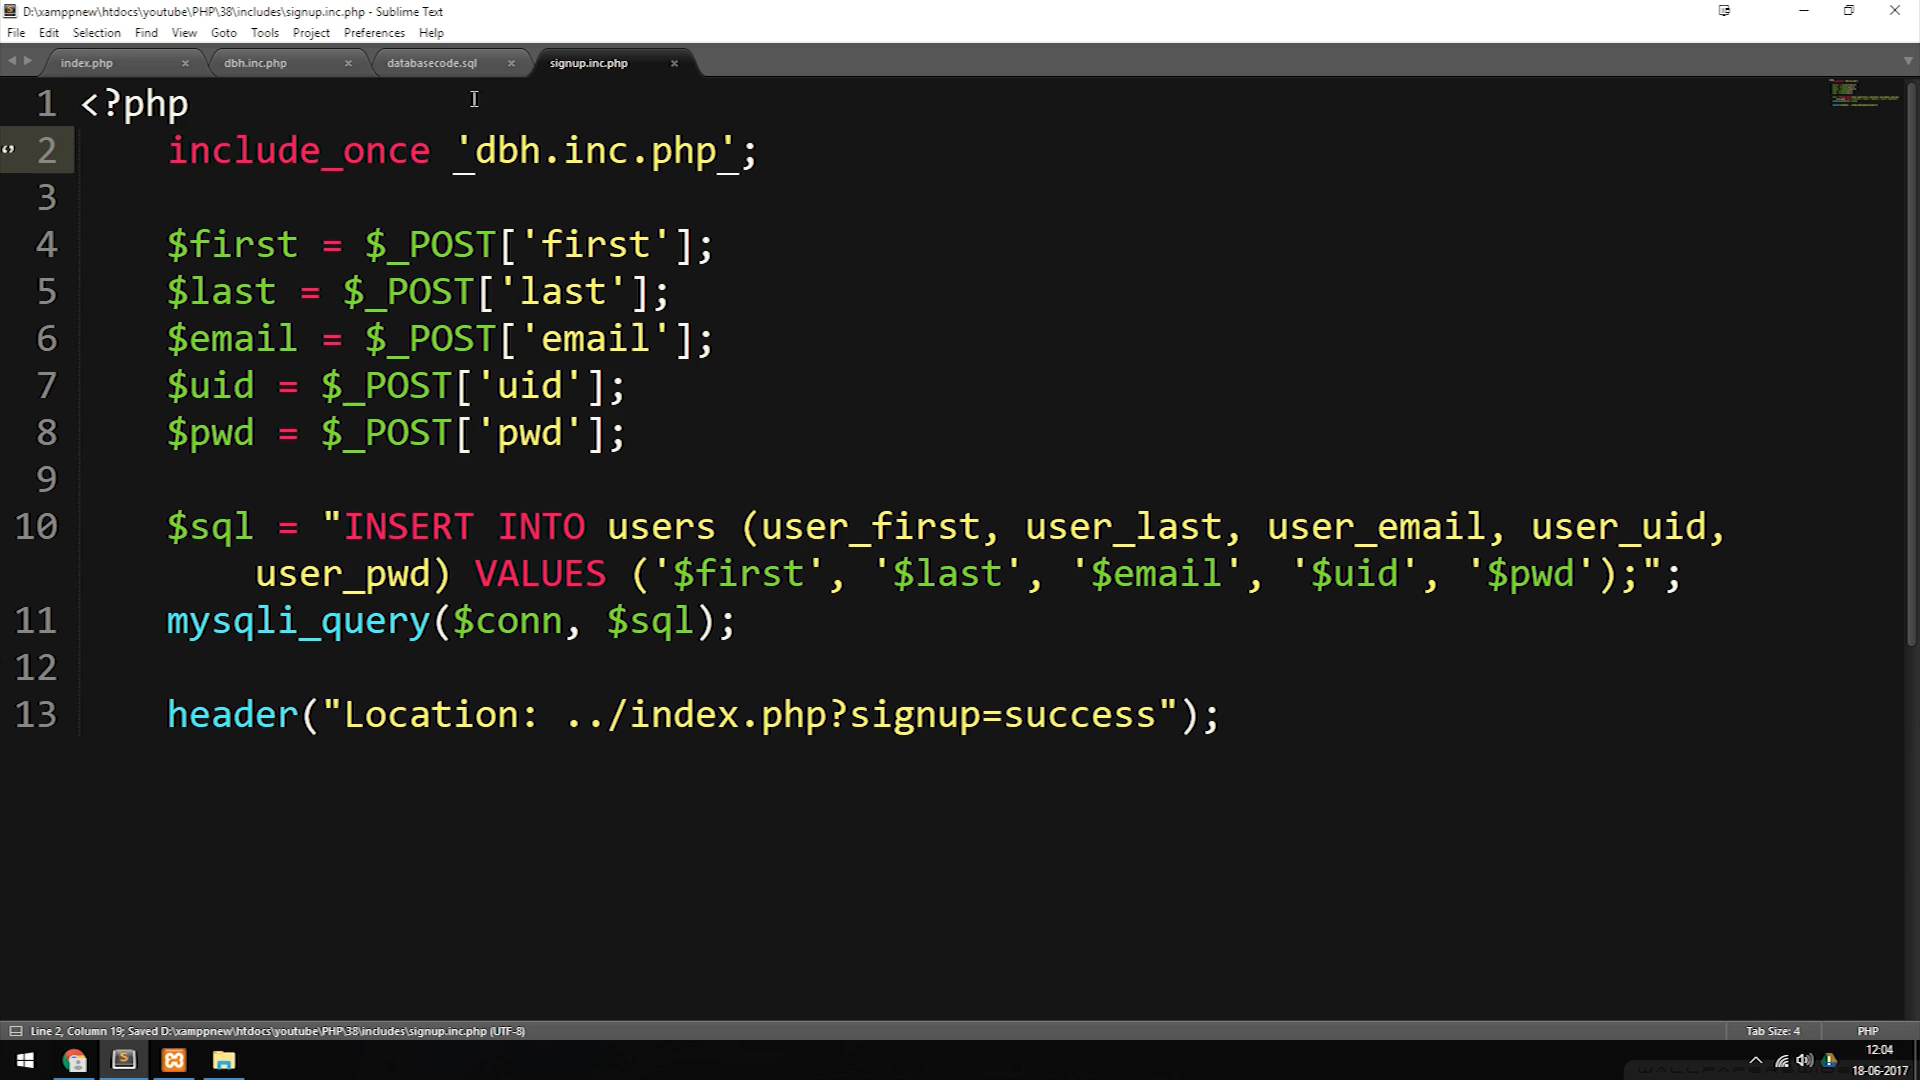 D:\xamppnew\htdocs\youtube\PHP\38\includes\signup.inc.php - Sublime Text
File Edit Selection Find View Goto Tools Project Preferences Help
index.php × dbh.inc.php × databasecode.sql × signup.inc.php ×
1 <?php
2 include_once 'dbh.inc.php';
3
4 $first = $_POST['first'];
5 $last = $_POST['last'];
6 $email = $_POST['email'];
7 $uid = $_POST['uid'];
8 $pwd = $_POST['pwd'];
9
10 $sql = "INSERT INTO users (user_first, user_last, user_email, user_uid,
user_pwd) VALUES ('$first', '$last', '$email', '$uid', '$pwd');";
11 mysqli_query($conn, $sql);
12
13 header("Location: ../index.php?signup=success");
Line 2, Column 19; Saved D:\xamppnew\htdocs\youtube\PHP\38\includes\signup.inc.php (UTF-8) Tab Size: 4 PHP
12:04
18-06-2017